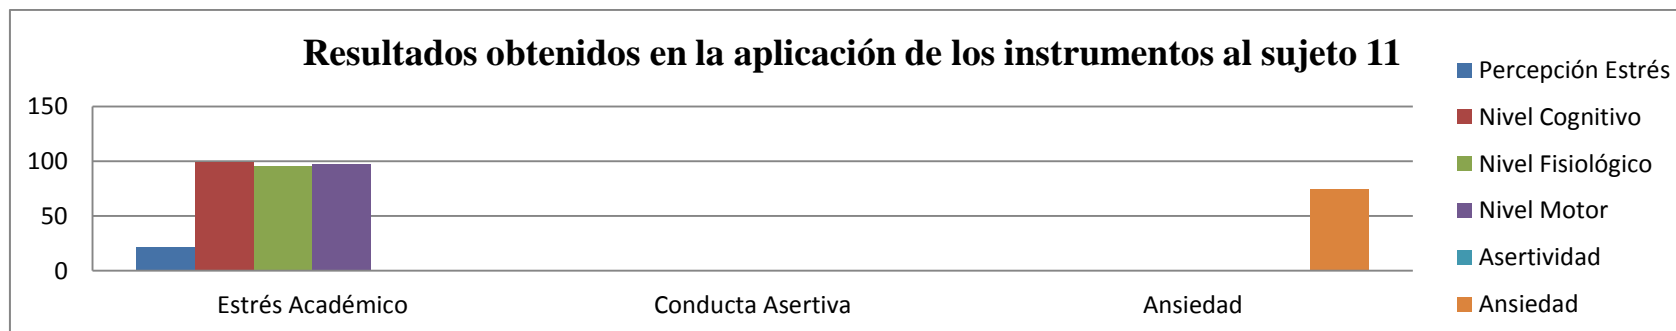 Resultados obtenidos en la aplicación de los instrumentos al sujeto 11
150
100
50
0
Estrés Académico
Conducta Asertiva
Ansiedad
Percepción Estrés
Nivel Cognitivo
Nivel Fisiológico
Nivel Motor
Asertividad
Ansiedad